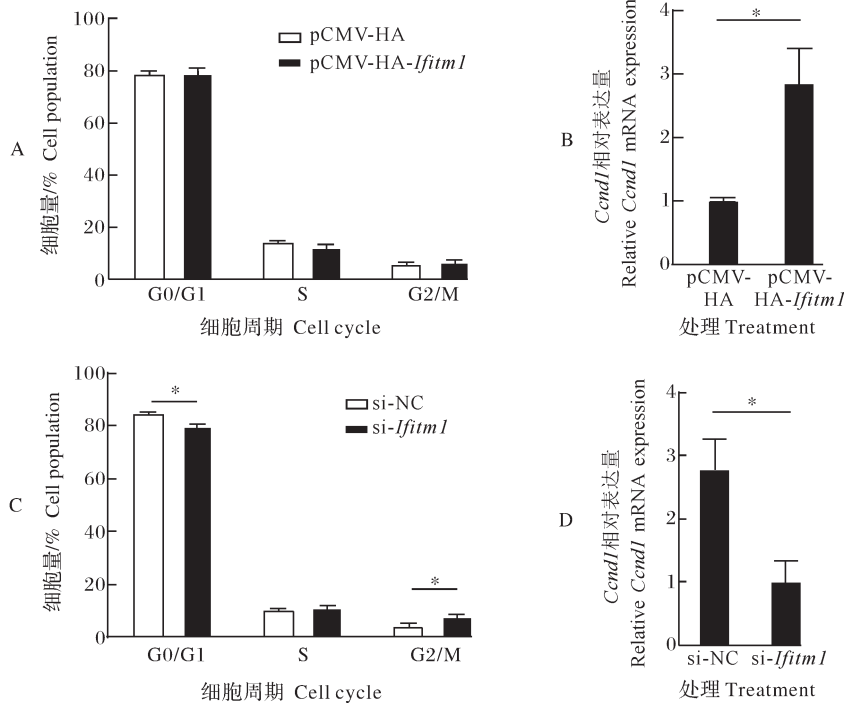 A
细胞量/% Cell population
100
80
60
40
20
0
pCMV-HA
pCMV-HA-Ifitm1
G0/G1
S
G2/M
细胞周期 Cell cycle
B
Ccnd1相对表达量
Relative Ccnd1 mRNA expression
4
3
2
1
0
*
pCMV-
HA
pCMV-
HA-Ifitm1
处理 Treatment
C
细胞量/% Cell population
100
80
60
40
20
0
*
*
si-NC
si-Ifitm1
G0/G1
S
G2/M
细胞周期 Cell cycle
D
Ccnd1相对表达量
Relative Ccnd1 mRNA expression
4
3
2
1
0
*
si-NC
si-Ifitm1
处理 Treatment